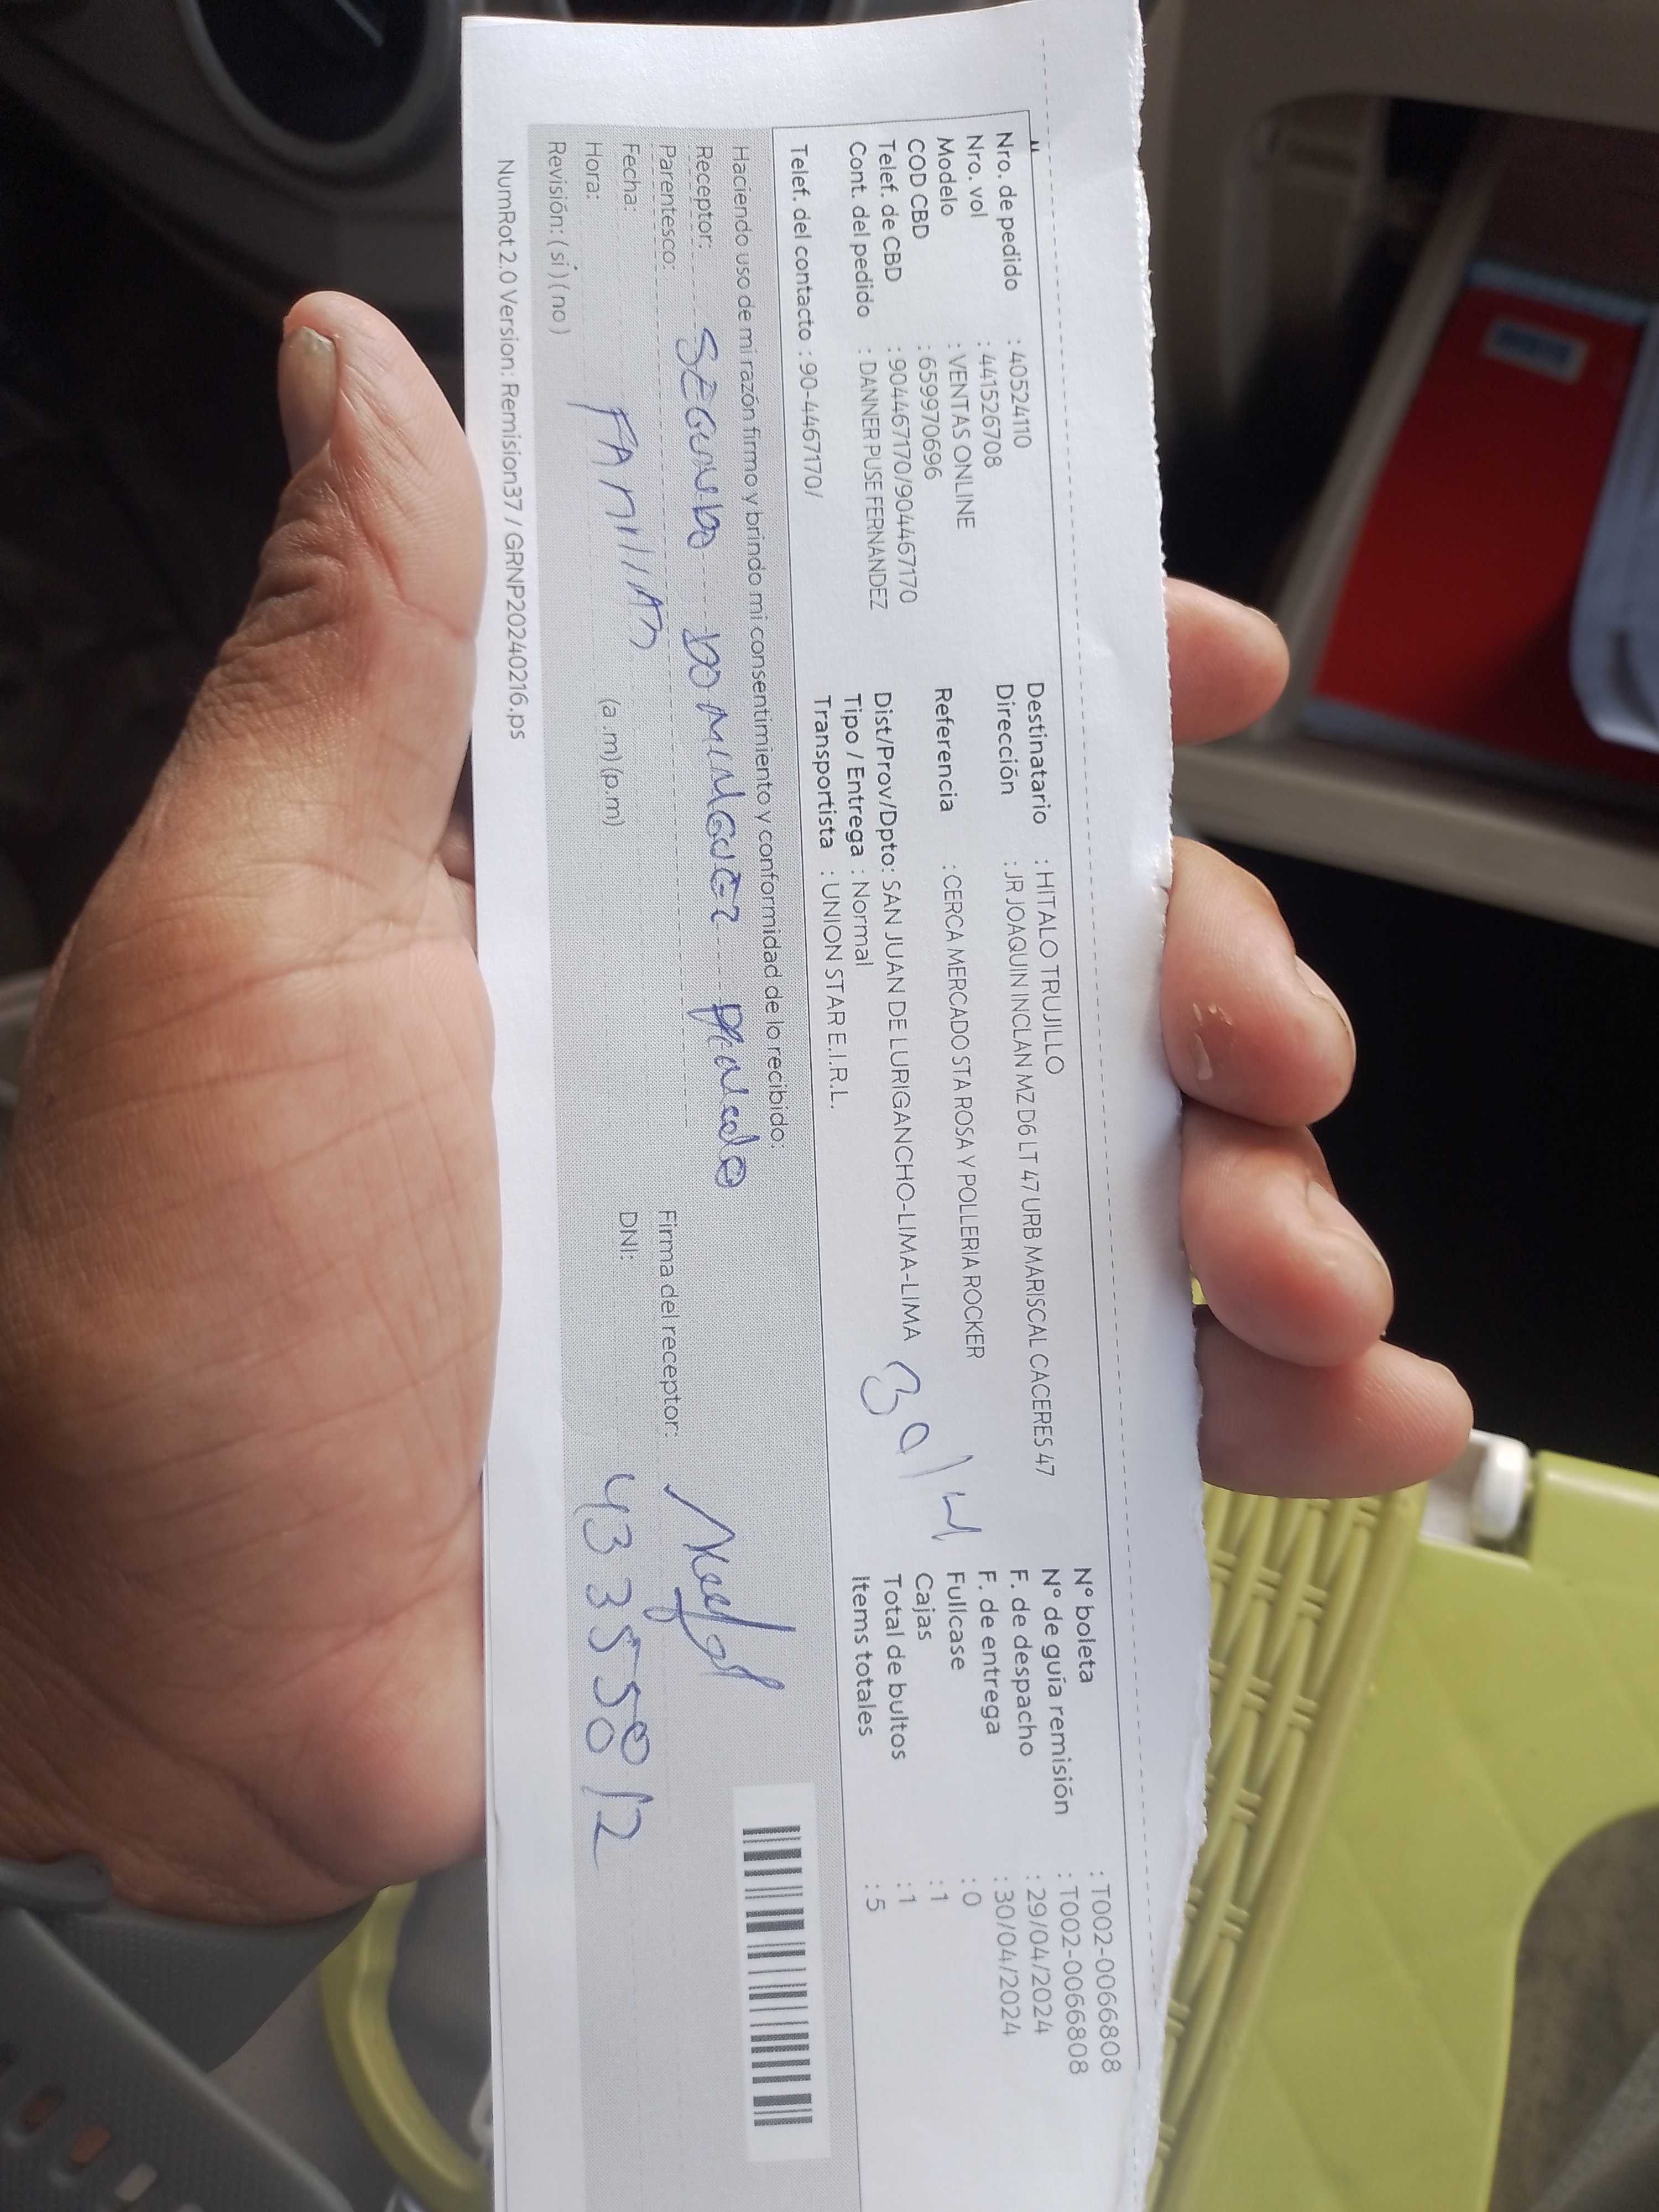 Nro. de pedido : 40524110
Nro. vol : 441526708
Modelo : VENTAS ONLINE
COD CBD : 659970696
Telef. de CBD : 904467170/904467170
Cont. del pedido : DANNER PUSE FERNANDEZ
Telef. del contacto : 90-4467170/
Destinatario : HITALO TRUJILLO
Dirección : JR JOAQUIN INCLAN MZ D6 LT 47 URB MARISCAL CACERES 47
Referencia : CERCA MERCADO STA ROSA Y POLLERIA ROCKER
Dist/Prov/Dpto: SAN JUAN DE LURIGANCHO-LIMA-LIMA
Tipo / Entrega : Normal
Transportista : UNION STAR E.I.R.L.
30/4
N° boleta : T002-0066808
N° de guía remisión : T002-0066808
F. de despacho : 29/04/2024
F. de entrega : 30/04/2024
Fullcase : 0
Cajas : 1
Total de bultos : 1
Items totales : 5
Haciendo uso de mi razón firmo y brindo mi consentimiento y conformidad de lo recibido:
Receptor: SEGUNDO DOMINGUEZ
Parentesco:
Fecha: FAMILIAR
Hora: (a.m) (p.m)
Revisión: ( si ) ( no )
Firma del receptor:
DNI:
NumRot 2.0 Version: Remision37 / GRNP20240216.ps